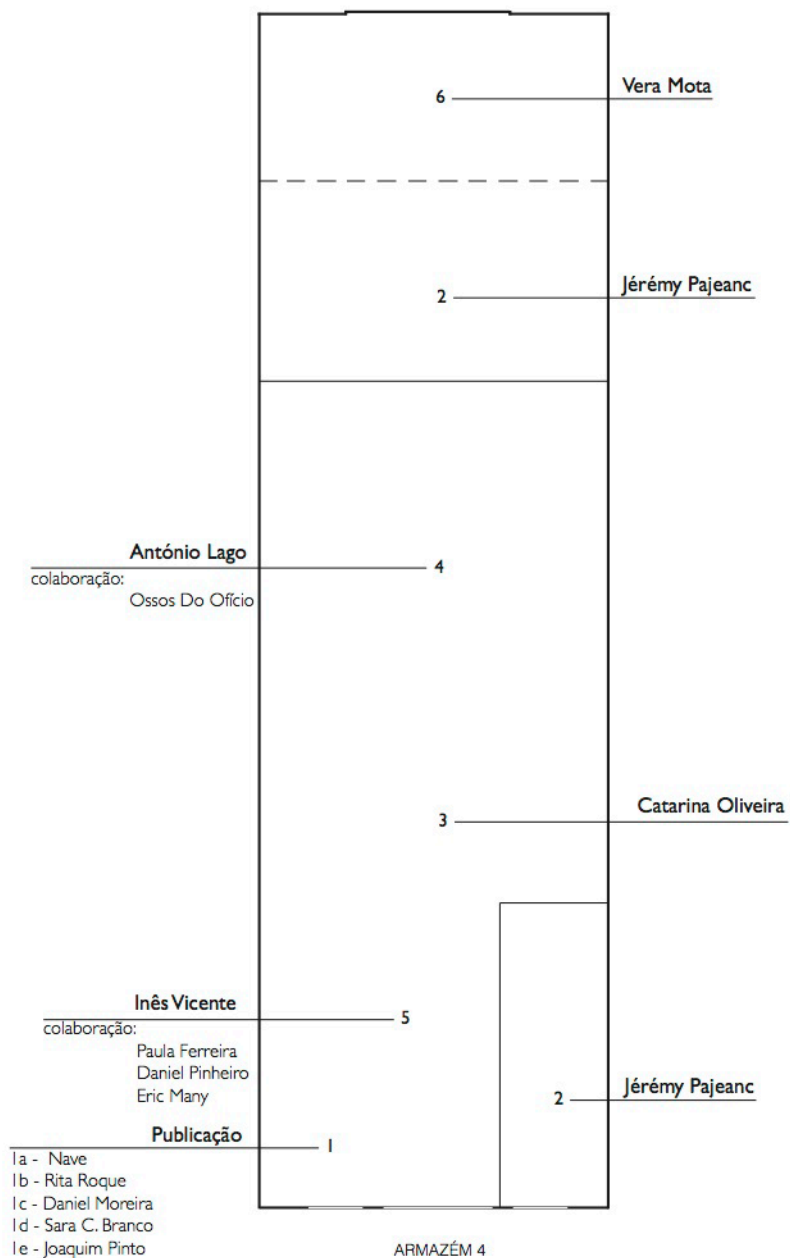 6 Vera Mota
2 Jérémy Pajeanc
António Lago 4
colaboração:
Ossos Do Ofício
3 Catarina Oliveira
Inês Vicente 5
colaboração:
Paula Ferreira
Daniel Pinheiro
Eric Many
2 Jérémy Pajeanc
Publicação 1
1a - Nave
1b - Rita Roque
1c - Daniel Moreira
1d - Sara C. Branco
1e - Joaquim Pinto
ARMAZÉM 4